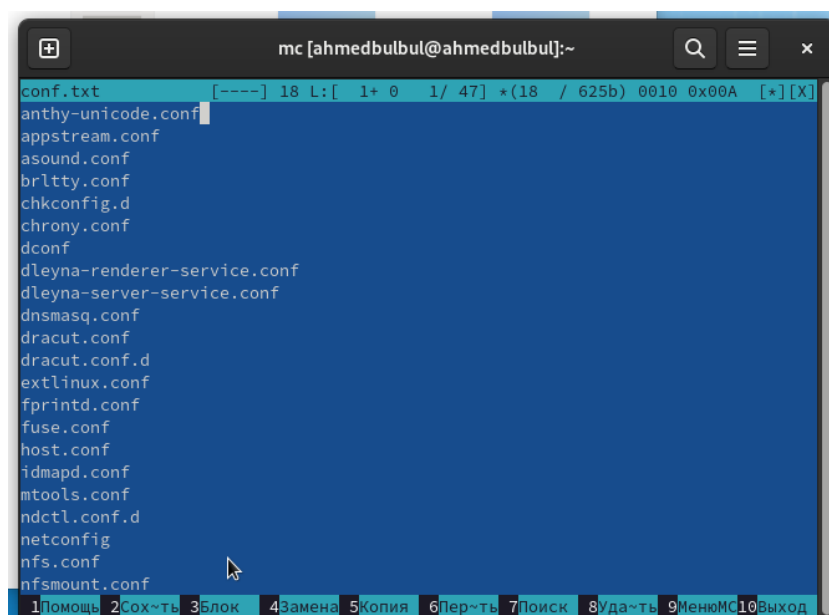 mc [ahmedbulbul@ahmedbulbul]:~
conf.txt [----] 18 L:[ 1+ 0 1/ 47] *(18 / 625b) 0010 0x00A [*][X]
anthy-unicode.conf
appstream.conf
asound.conf
brltty.conf
chkconfig.d
chrony.conf
dconf
dleyna-renderer-service.conf
dleyna-server-service.conf
dnsmasq.conf
dracut.conf
dracut.conf.d
extlinux.conf
fprintd.conf
fuse.conf
host.conf
idmapd.conf
mtools.conf
ndctl.conf.d
netconfig
nfs.conf
nfsmount.conf
1Помощь 2Сох~ть 3Блок 4Замена 5Копия 6Пер~ть 7Поиск 8Уда~ть 9МенюMC10Выход